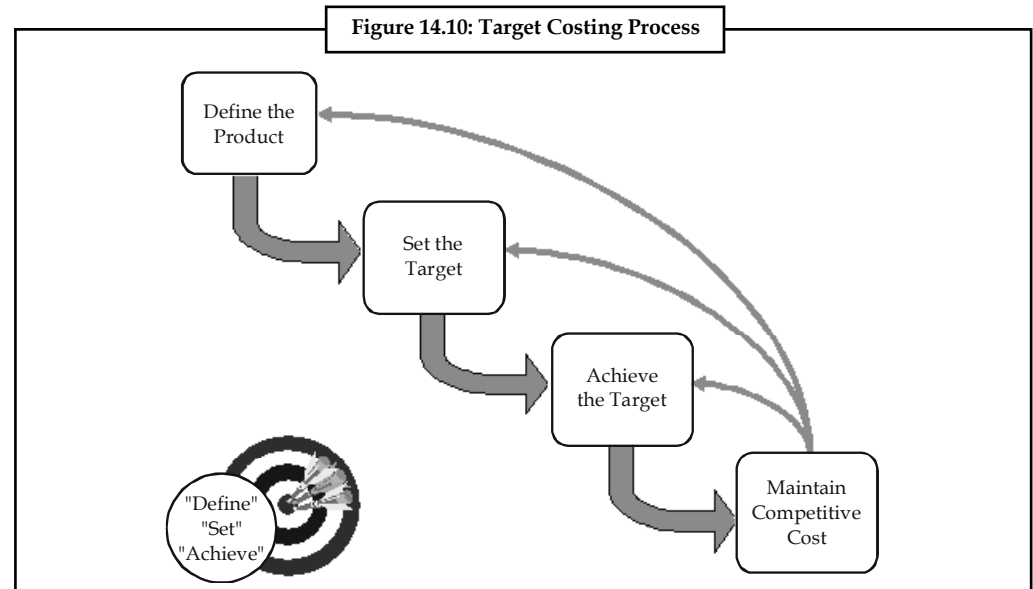 Figure 14.10: Target Costing Process
Define the
Product
Set the
Target
Achieve
the Target
Maintain
Competitive
Cost
"Define"
"Set"
"Achieve"